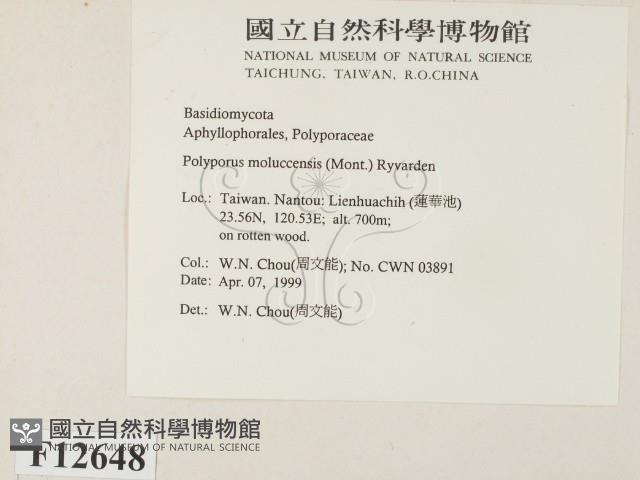 國立自然科學博物館
NATIONAL MUSEUM OF NATURAL SCIENCE
TAICHUNG, TAIWAN, R.O.CHINA
Basidiomycota
Aphyllophorales, Polyporaceae
Polyporus moluccensis (Mont.) Ryvarden
Loc.: Taiwan. Nantou: Lienhuachih (蓮華池)
23.56N, 120.53E; alt. 700m;
on rotten wood.
Col.: W.N. Chou(周文能); No. CWN 03891
Date: Apr. 07, 1999
Det.: W.N. Chou(周文能)
國立自然科學博物館
NATIONAL MUSEUM OF NATURAL SCIENCE
F12648